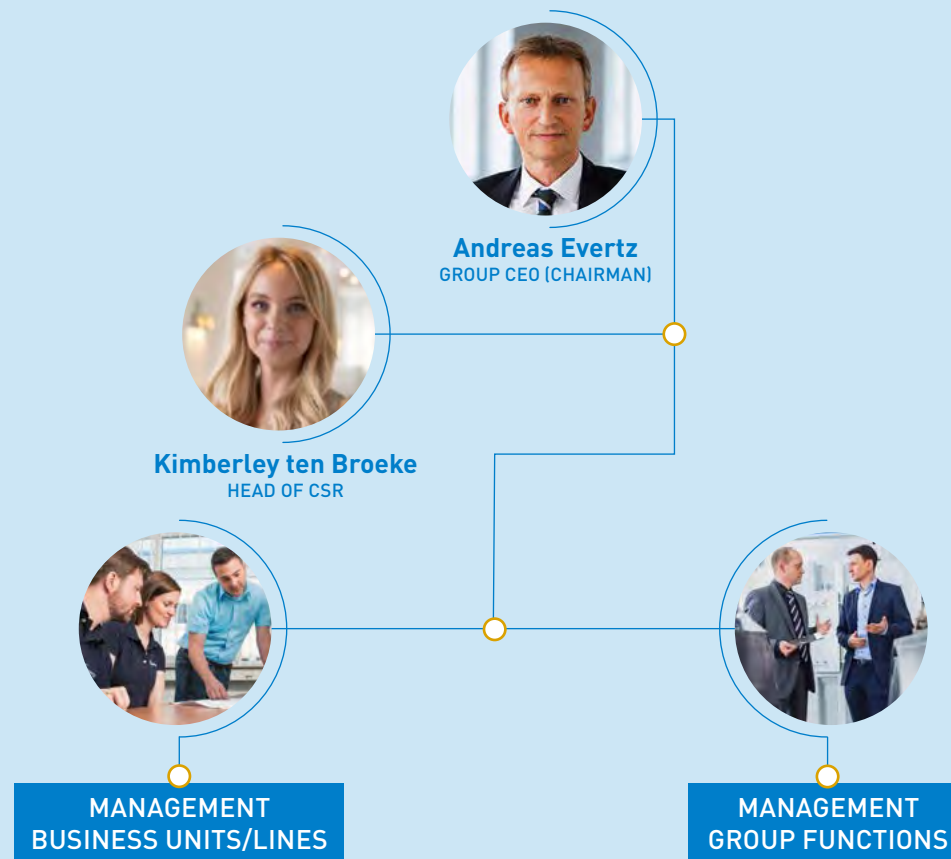 Andreas Evertz
GROUP CEO (CHAIRMAN)
Kimberley ten Broeke
HEAD OF CSR
MANAGEMENT
BUSINESS UNITS/LINES
MANAGEMENT
GROUP FUNCTIONS